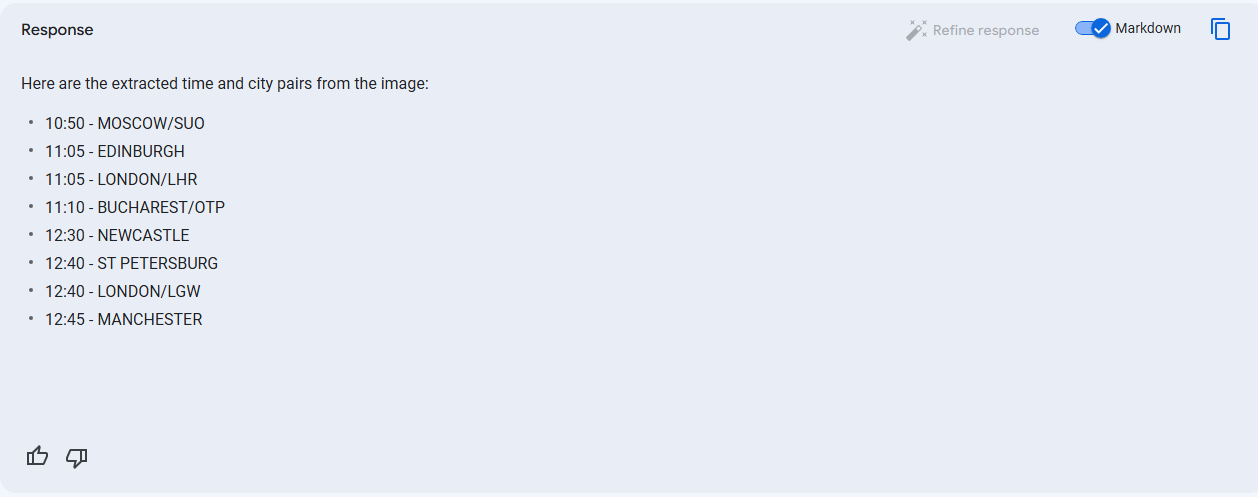 Response
Refine response
Markdown
Here are the extracted time and city pairs from the image:
• 10:50 - MOSCOW/SUO
• 11:05 - EDINBURGH
• 11:05 - LONDON/LHR
• 11:10 - BUCHAREST/OTP
• 12:30 - NEWCASTLE
• 12:40 - ST PETERSBURG
• 12:40 - LONDON/LGW
• 12:45 - MANCHESTER